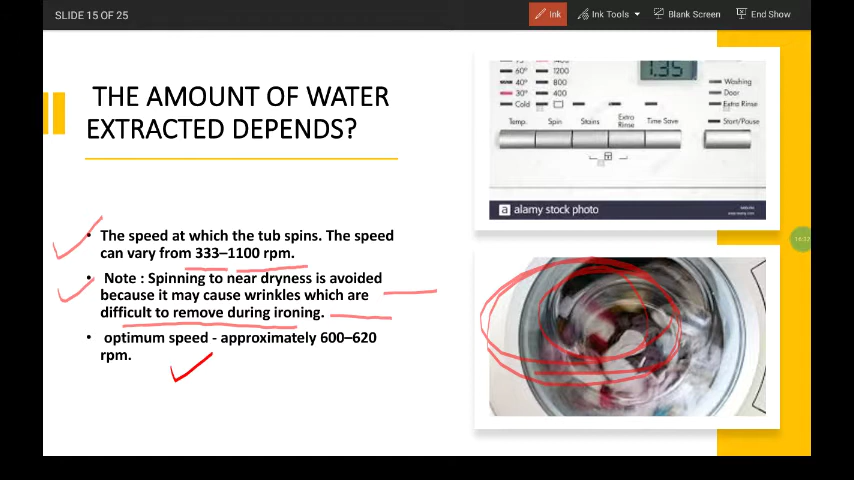 SLIDE 15 OF 25
Ink
Ink Tools
Blank Screen
End Show
THE AMOUNT OF WATER
EXTRACTED DEPENDS?
• The speed at which the tub spins. The speed
can vary from 333–1100 rpm.
• Note : Spinning to near dryness is avoided
because it may cause wrinkles which are
difficult to remove during ironing.
• optimum speed - approximately 600–620
rpm.
60° 1200
40° 800
30° 400
Cold
1.35
Washing
Door
Extra Rinse
Start/Pause
Temp. Spin Stains Extra Rinse Time Save
a alamy stock photo